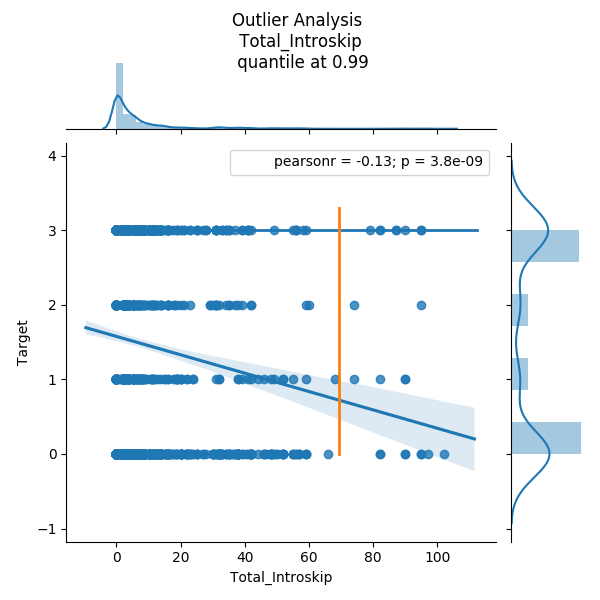 Outlier Analysis
Total_Introskip
quantile at 0.99
pearsonr = -0.13; p = 3.8e-09
4
3
2
1
0
−1
Target
0 20 40 60 80 100
Total_Introskip